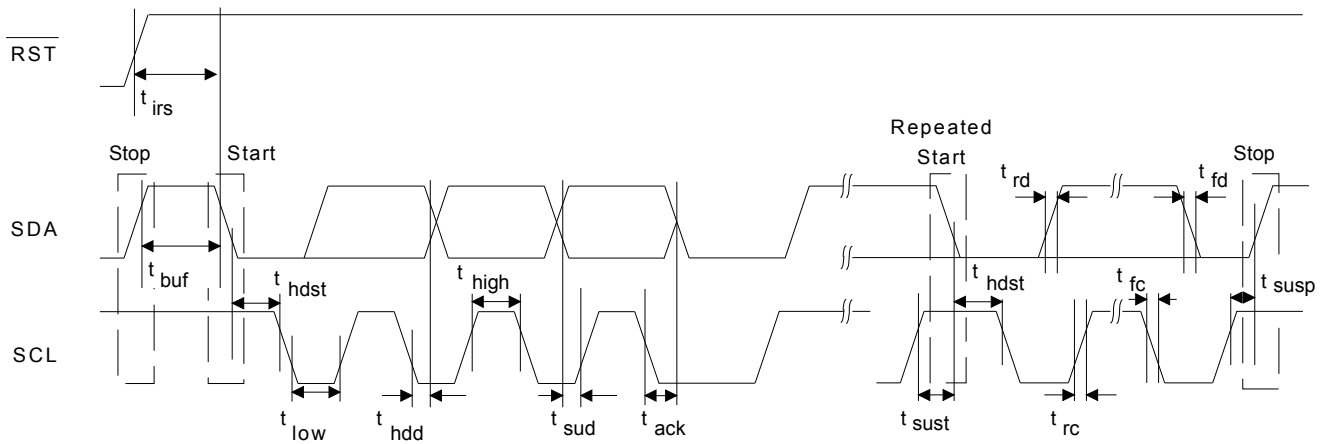 RST
t irs
Repeated
Stop
Start
Start
Stop
t rd
t fd
SDA
t buf
t hdst
t high
t hdst
t fc
t susp
SCL
t low
t hdd
t sud
t ack
t sust
t rc